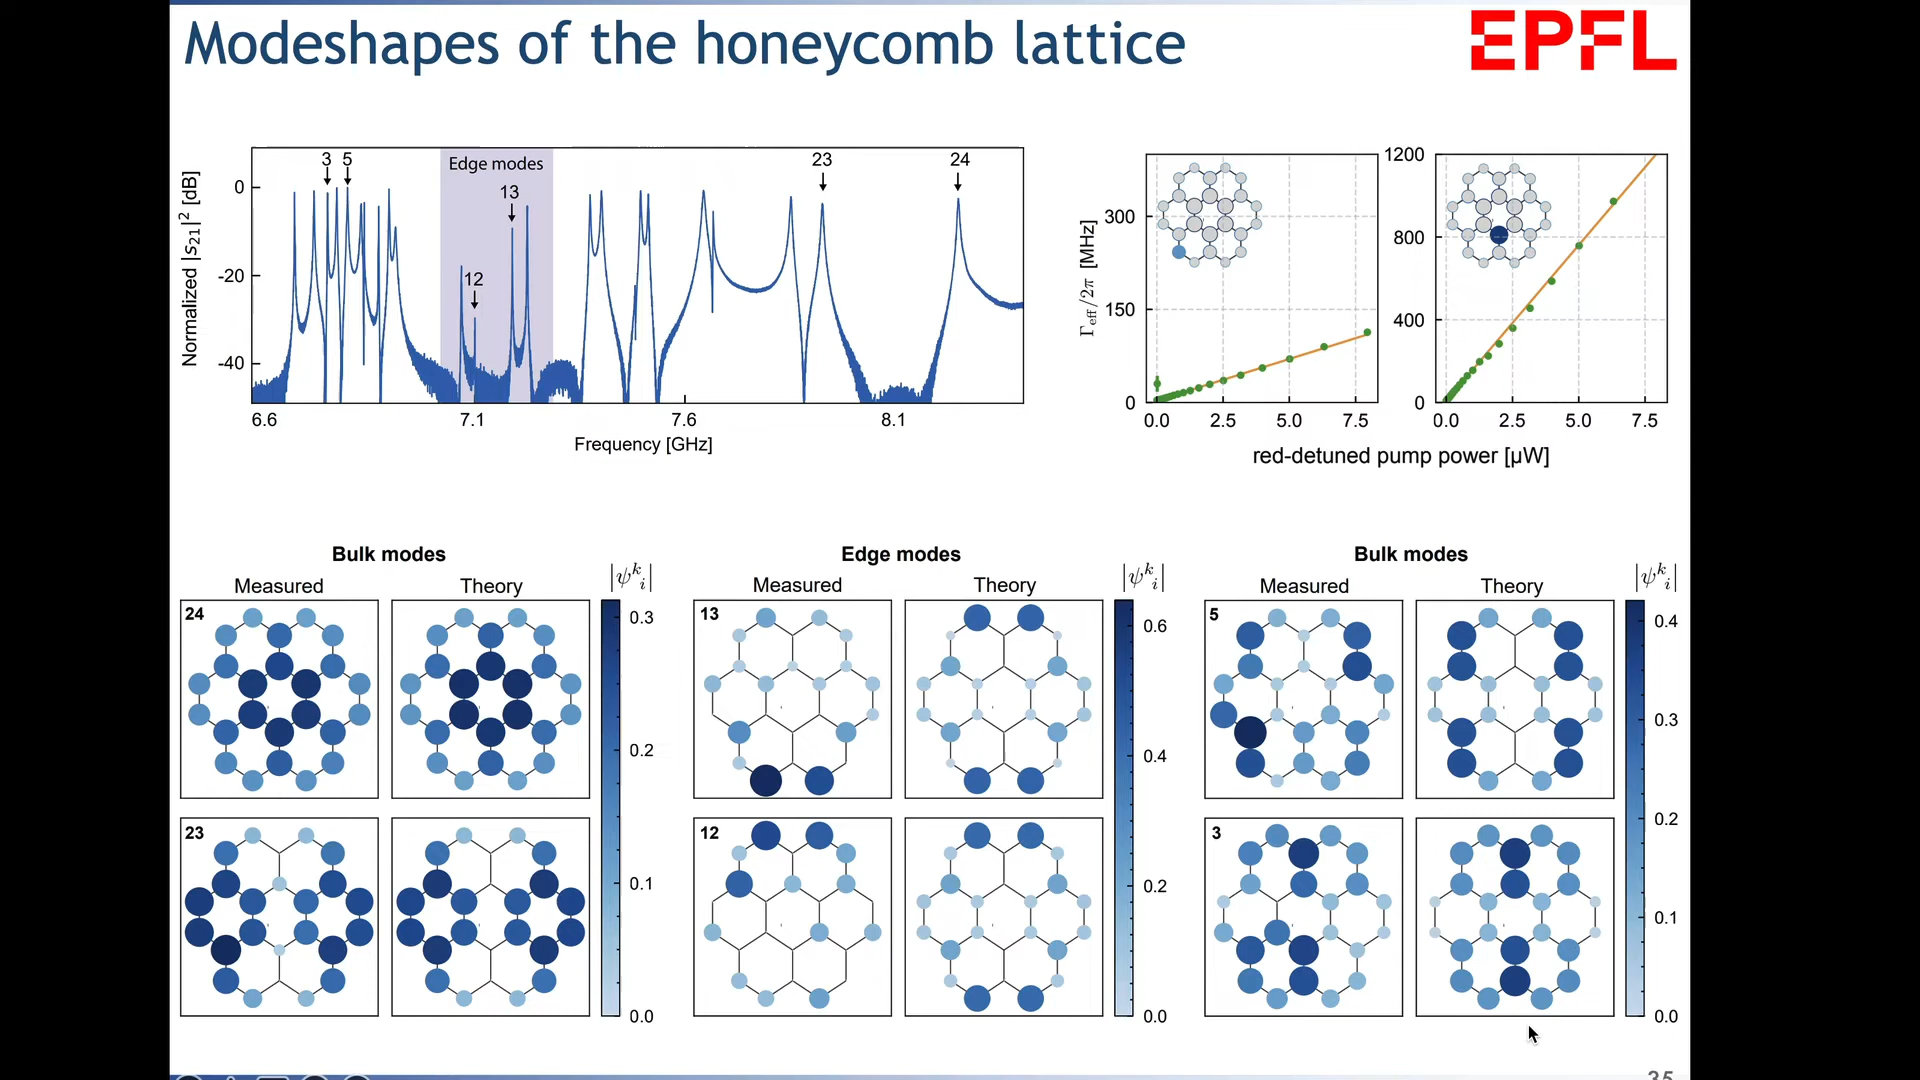 Modeshapes of the honeycomb lattice
EPFL
3 5
Edge modes
13
12
23
24
Normalized |s21|² [dB]
0
-20
-40
6.6 7.1 7.6 8.1
Frequency [GHz]
Γeff/2π [MHz]
300
150
0
0.0 2.5 5.0 7.5
1200
800
400
0
0.0 2.5 5.0 7.5
red-detuned pump power [µW]
Bulk modes
Measured Theory
|ψᵏᵢ|
24
23
0.3
0.2
0.1
0.0
Edge modes
Measured Theory
|ψᵏᵢ|
13
12
0.6
0.4
0.2
0.0
Bulk modes
Measured Theory
|ψᵏᵢ|
5
3
0.4
0.3
0.2
0.1
0.0